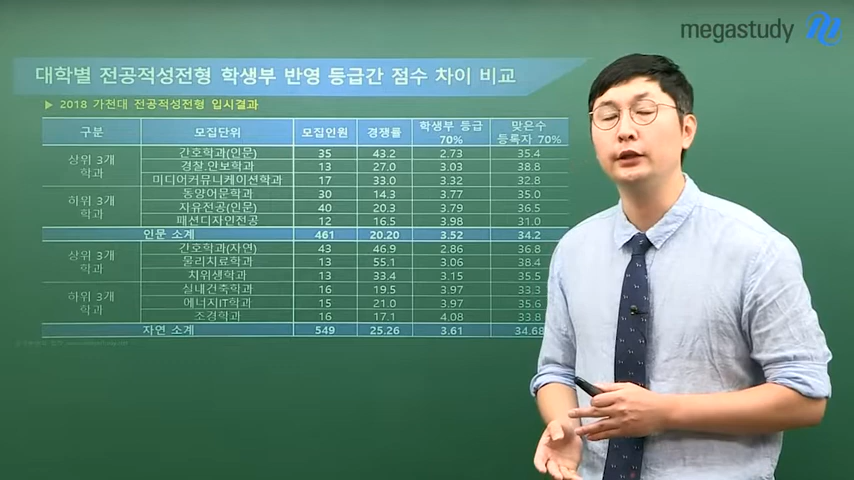 megastudy
대학별 전공적성전형 학생부 반영 등급간 점수 차이 비교
▶ 2018 가천대 전공적성전형 입시결과
구분 모집단위 모집인원 경쟁률 학생부 등급 70% 맞은수 등록자 70%
상위 3개 학과 간호학과(인문) 35 43.2 2.73 35.4
경찰.안보학과 13 27.0 3.03 38.8
미디어커뮤니케이션학과 17 33.0 3.32 32.8
하위 3개 학과 동양어문학과 30 14.3 3.77 35.0
자유전공(인문) 40 20.3 3.79 36.5
패션디자인전공 12 16.5 3.98 31.0
인문 소계 461 20.20 3.52 34.2
상위 3개 학과 간호학과(자연) 43 46.9 2.86 36.8
물리치료학과 13 55.1 3.06 38.4
치위생학과 13 33.4 3.15 35.5
하위 3개 학과 실내건축학과 16 19.5 3.97 33.3
에너지IT학과 15 21.0 3.97 35.6
조경학과 16 17.1 4.08 33.8
자연 소계 549 25.26 3.61 34.68